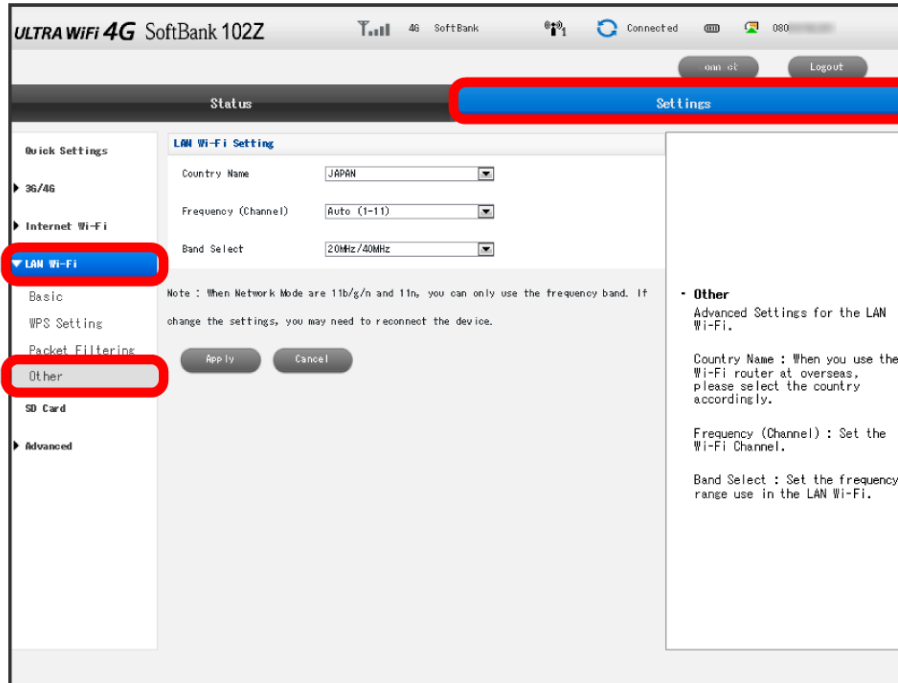 ULTRA WiFi 4G SoftBank 102Z
4G SoftBank
1
Connected
080
Logout
Status
Settings
Quick Settings
3G/4G
Internet Wi-Fi
LAN Wi-Fi
Basic
WPS Setting
Packet Filtering
Other
SD Card
Advanced
LAN Wi-Fi Setting
Country Name JAPAN
Frequency (Channel) Auto (1-11)
Band Select 20MHz/40MHz
Note : When Network Mode are 11b/g/n and 11n, you can only use the frequency band. If
change the settings, you may need to reconnect the device.
Apply Cancel
- Other
Advanced Settings for the LAN
Wi-Fi.
Country Name : When you use the
Wi-Fi router at overseas,
please select the country
accordingly.
Frequency (Channel) : Set the
Wi-Fi Channel.
Band Select : Set the frequency
range use in the LAN Wi-Fi.